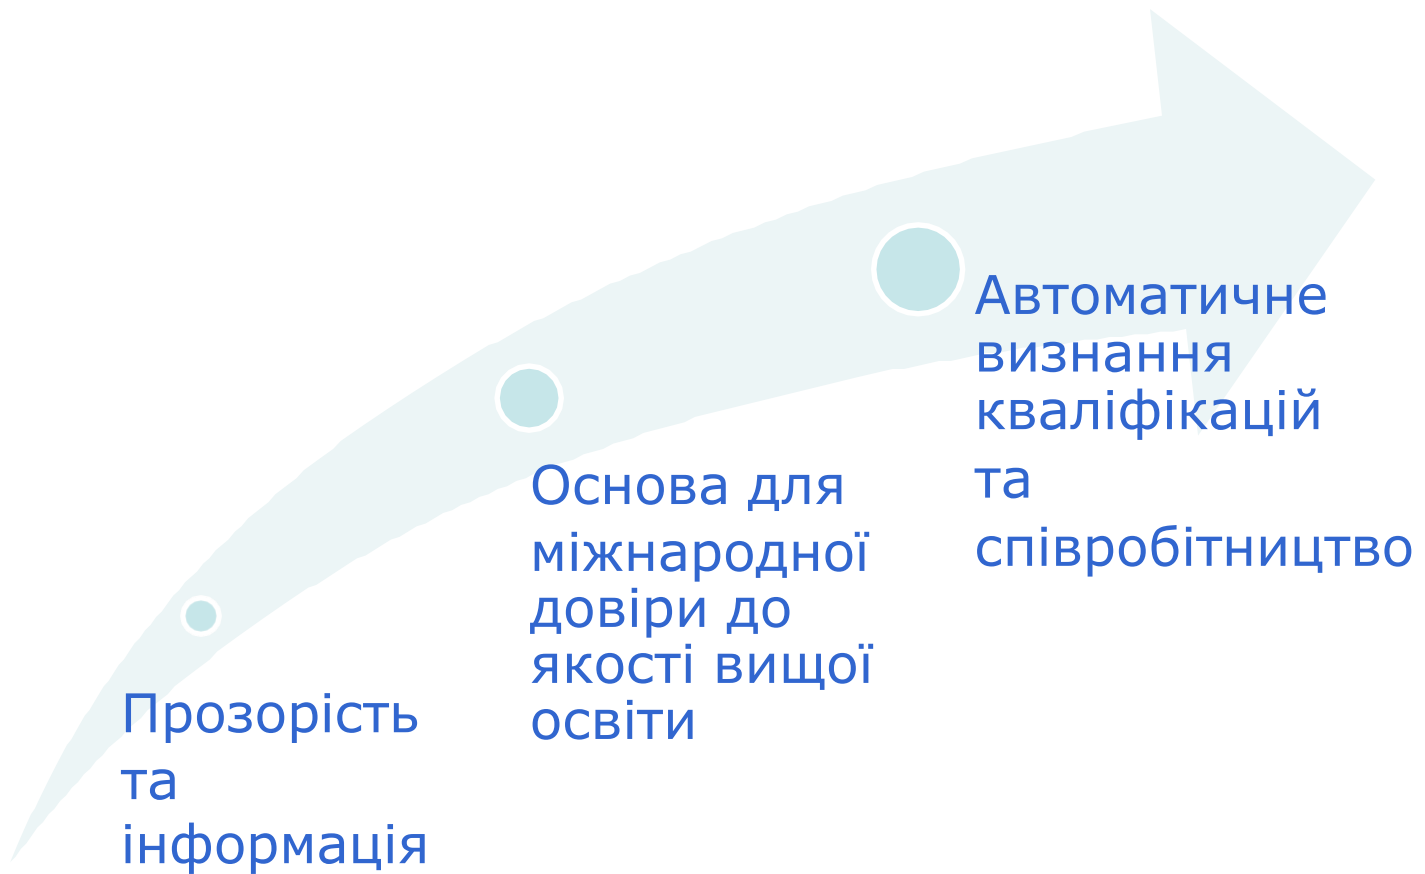 Прозорість
та
інформація
Основа для
міжнародної
довіри до
якості вищої
освіти
Автоматичне
визнання
кваліфікацій
та
співробітництво